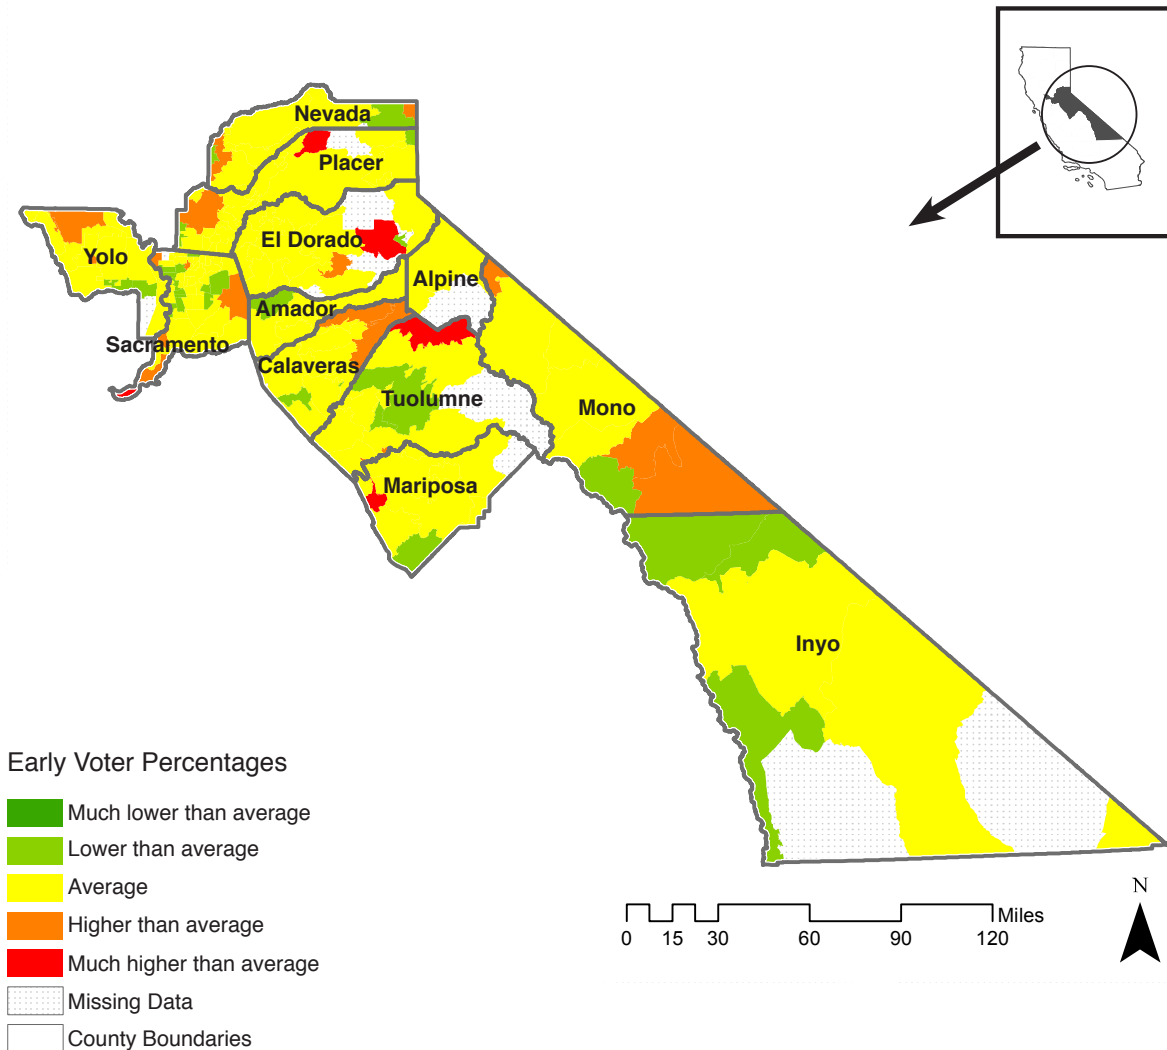 Nevada
Placer
El Dorado
Yolo
Alpine
Amador
Sacramento
Calaveras
Tuolumne
Mono
Mariposa
Inyo
Early Voter Percentages
Much lower than average
Lower than average
Average
Higher than average
Much higher than average
Missing Data
County Boundaries
N
Miles
0 15 30 60 90 120